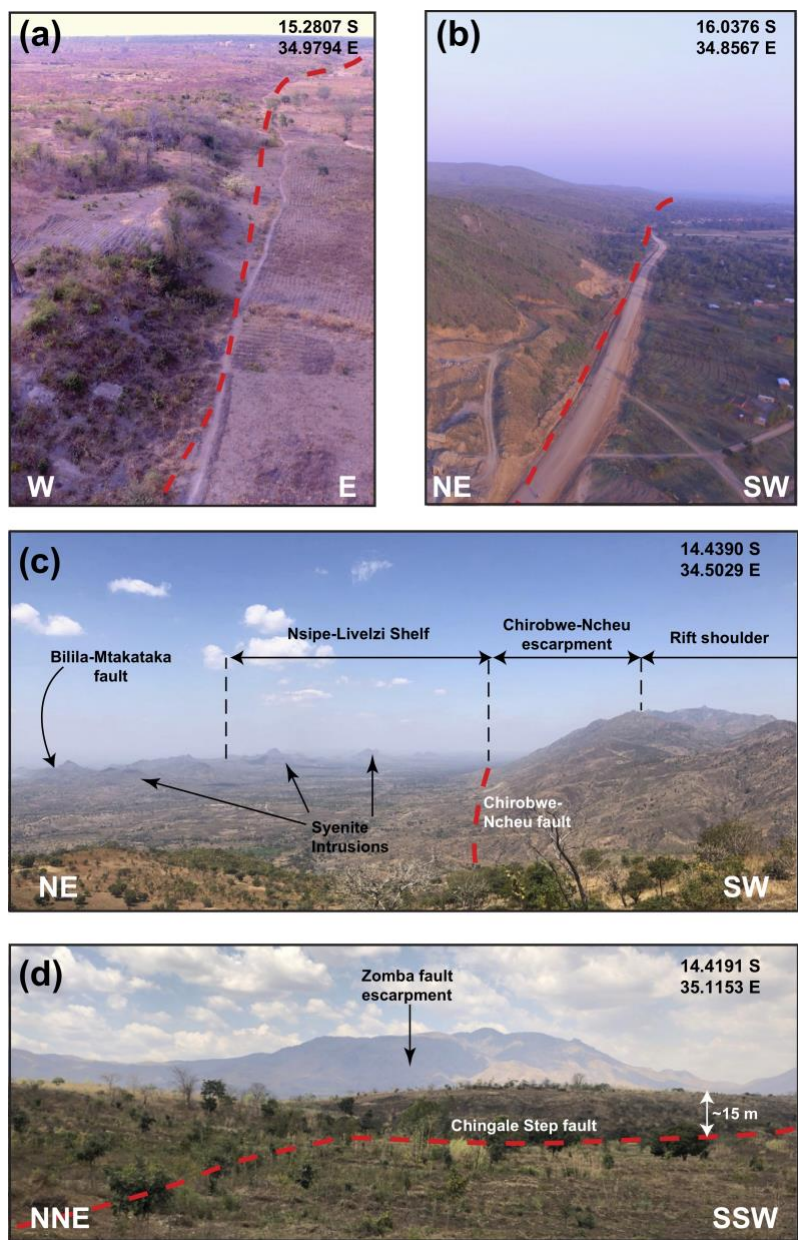 (a)
15.2807 S
34.9794 E
W
E
(b)
16.0376 S
34.8567 E
NE
SW
(c)
14.4390 S
34.5029 E
Nsipe-Livelzi Shelf
Chirobwe-Ncheu
escarpment
Rift shoulder
Bilila-Mtakataka
fault
Syenite
Intrusions
Chirobwe-
Ncheu fault
NE
SW
(d)
14.4191 S
35.1153 E
Zomba fault
escarpment
~15 m
Chingale Step fault
NNE
SSW